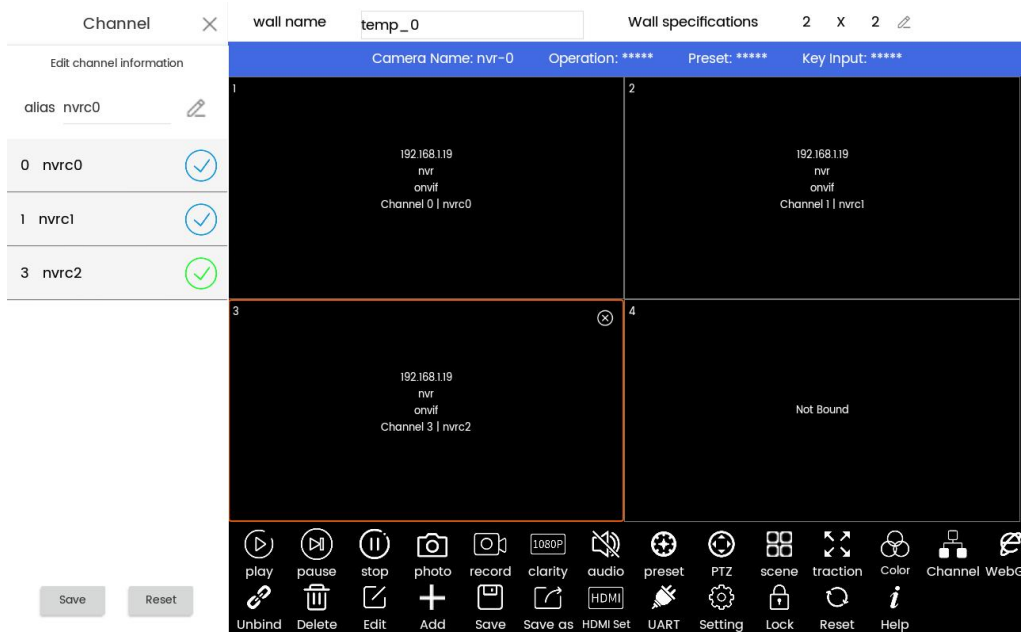 Channel
Edit channel information
alias nvrc0
0 nvrc0
1 nvrc1
3 nvrc2
Save Reset
wall name temp_0 Wall specifications 2 X 2
Camera Name: nvr-0 Operation: ***** Preset: ***** Key Input: *****
1
192.168.1.19
nvr
onvif
Channel 0 | nvrc0
2
192.168.1.19
nvr
onvif
Channel 1 | nvrc1
3
192.168.1.19
nvr
onvif
Channel 3 | nvrc2
4
Not Bound
1080P
play pause stop photo record clarity audio preset PTZ scene traction Color Channel WebG
HDMI
Unbind Delete Edit Add Save Save as HDMI Set UART Setting Lock Reset Help